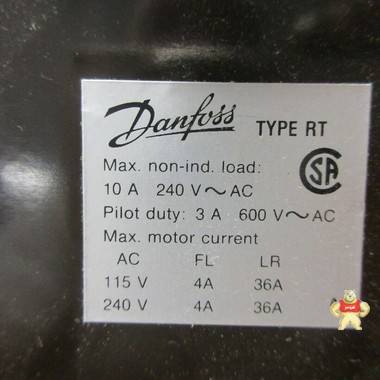 Danfoss TYPE RT
Max. non-ind. load:
SA
10 A 240 V~AC
Pilot duty: 3 A 600 V~AC
Max. motor current
AC FL LR
115 V 4A 36A
240 V 4A 36A